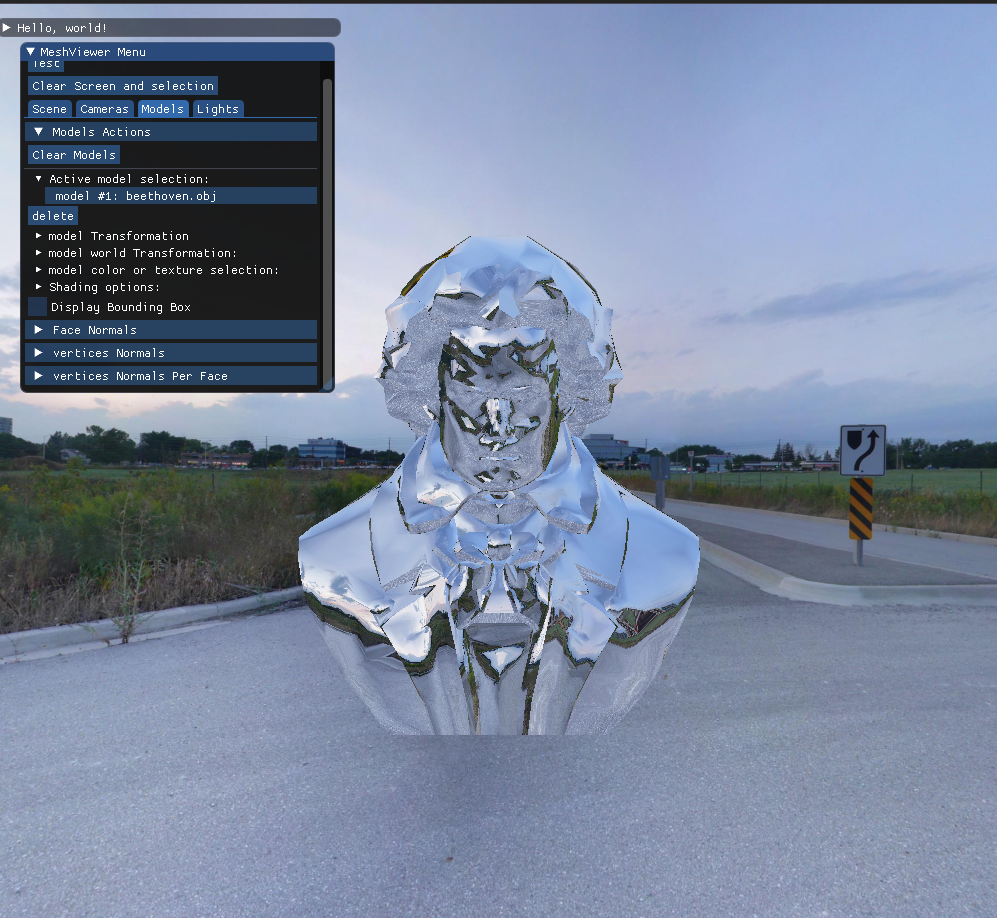 Hello, world!
MeshViewer Menu
Test
Clear Screen and selection
Scene Cameras Models Lights
Models Actions
Clear Models
Active model selection:
model #1: beethoven.obj
delete
model Transformation
model world Transformation:
model color or texture selection:
Shading options:
Display Bounding Box
Face Normals
vertices Normals
vertices Normals Per Face